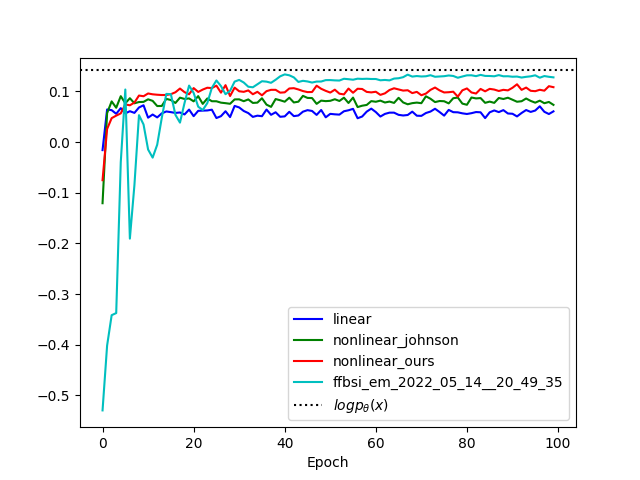 0.1
0.0
−0.1
−0.2
−0.3
−0.4
−0.5
0 20 40 60 80 100
Epoch
linear
nonlinear_johnson
nonlinear_ours
ffbsi_em_2022_05_14__20_49_35
logp_θ(x)